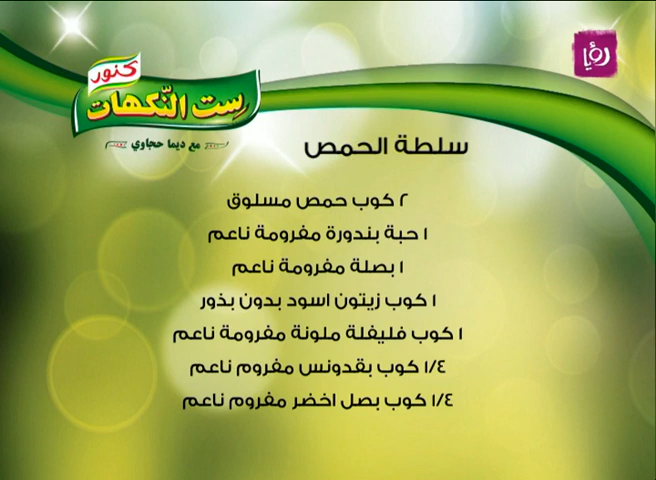 رؤيا
كنور
ست النّكهات
مع ديما حجاوي
سلطة الحمص
٢ كوب حمص مسلوق
١ حبة بندورة مفرومة ناعم
١ بصلة مفرومة ناعم
١ كوب زيتون اسود بدون بذور
١ كوب فليفلة ملونة مفرومة ناعم
١/٤ كوب بقدونس مفروم ناعم
١/٤ كوب بصل اخضر مفروم ناعم